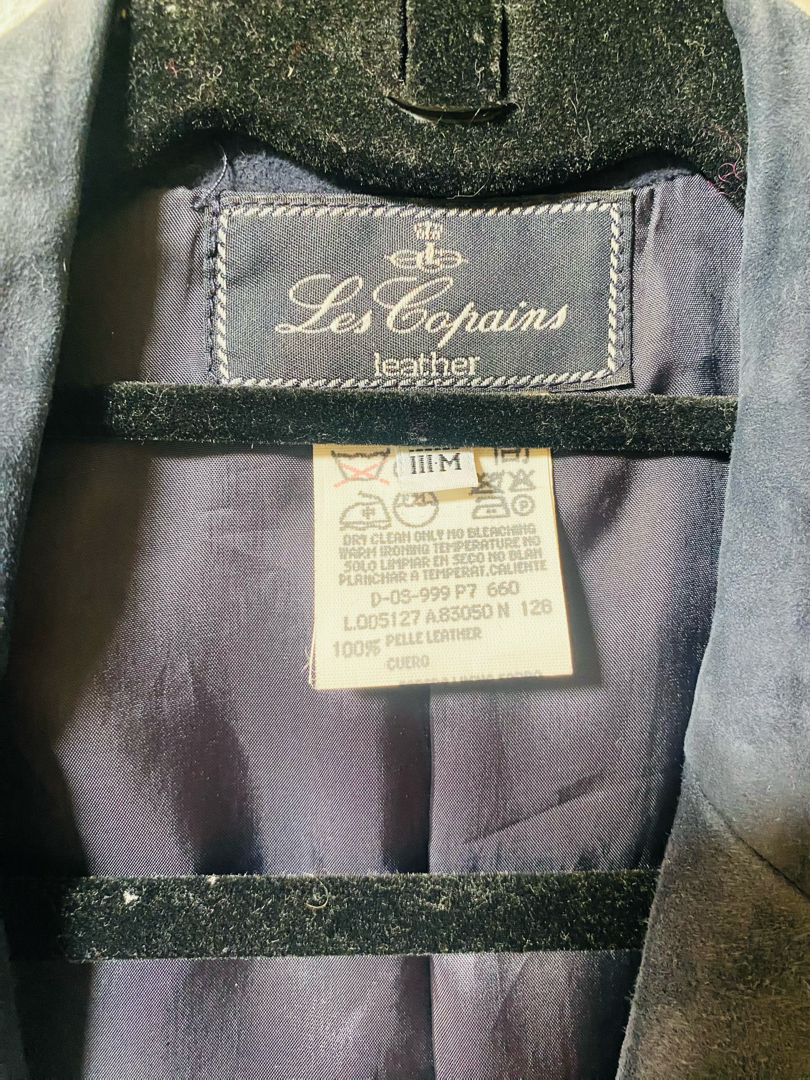 Les Copains
leather
III·M
DRY CLEAN ONLY NO BLEACHING
WARM IRONING TEMPERATURE NO
SOLO LIMPIAR EN SECO NO BLAN
PLANCHAR A TEMPERAT.CALIENTE
D-03-999 P7 660
L.005127 A.83050 N 128
100% PELLE LEATHER
CUERO